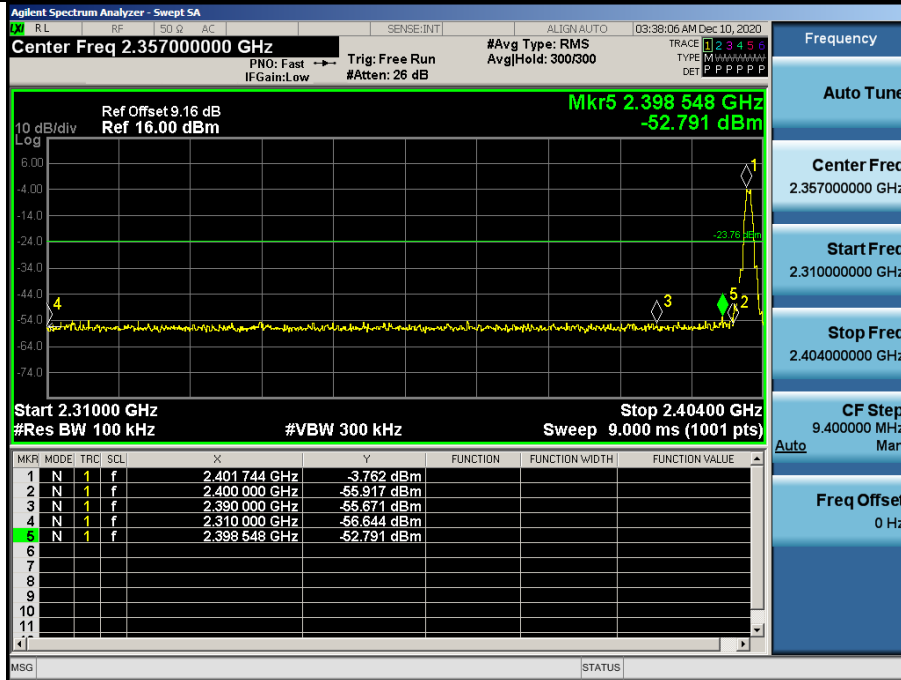 Agilent Spectrum Analyzer - Swept SA
LXI RL RF 50 Ω AC SENSE:INT ALIGN AUTO 03:38:06 AM Dec 10, 2020
Center Freq 2.357000000 GHz
PNO: Fast Trig: Free Run
IFGain:Low #Atten: 26 dB
#Avg Type: RMS
Avg|Hold: 300/300
TRACE 1 2 3 4 5 6
TYPE M
DET P P P P P P
Mkr5 2.398 548 GHz
-52.791 dBm
Ref Offset 9.16 dB
10 dB/div Ref 16.00 dBm
Log
6.00
-4.00
-14.0
-24.0
-34.0
-44.0
-54.0
-64.0
-74.0
1
-23.76 dBm
4
3
5
2
Start 2.31000 GHz Stop 2.40400 GHz
#Res BW 100 kHz #VBW 300 kHz Sweep 9.000 ms (1001 pts)
MKR MODE TRC SCL X Y FUNCTION FUNCTION WIDTH FUNCTION VALUE
1 N 1 f 2.401 744 GHz -3.762 dBm
2 N 1 f 2.400 000 GHz -55.917 dBm
3 N 1 f 2.390 000 GHz -55.671 dBm
4 N 1 f 2.310 000 GHz -56.644 dBm
5 N 1 f 2.398 548 GHz -52.791 dBm
6
7
8
9
10
11
MSG STATUS
Frequency
Auto Tune
Center Freq
2.357000000 GHz
Start Freq
2.310000000 GHz
Stop Freq
2.404000000 GHz
CF Step
9.400000 MHz
Auto Man
Freq Offset
0 Hz